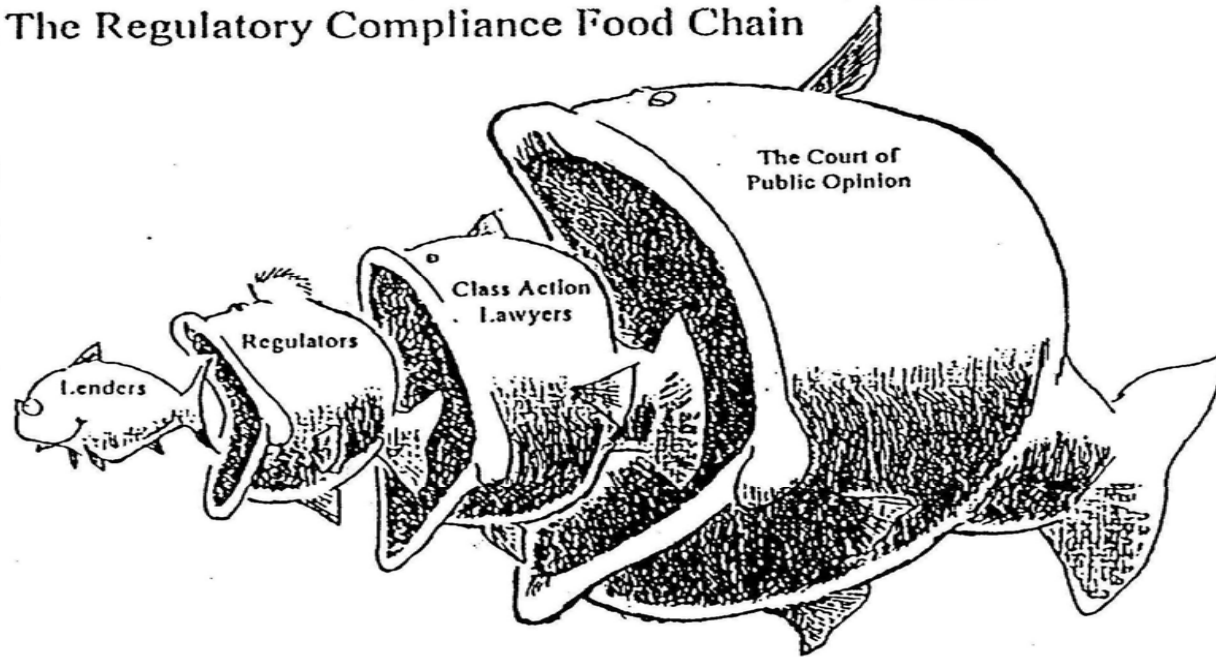 The Regulatory Compliance Food Chain
The Court of
Public Opinion
Class Action
Lawyers
Regulators
Lenders